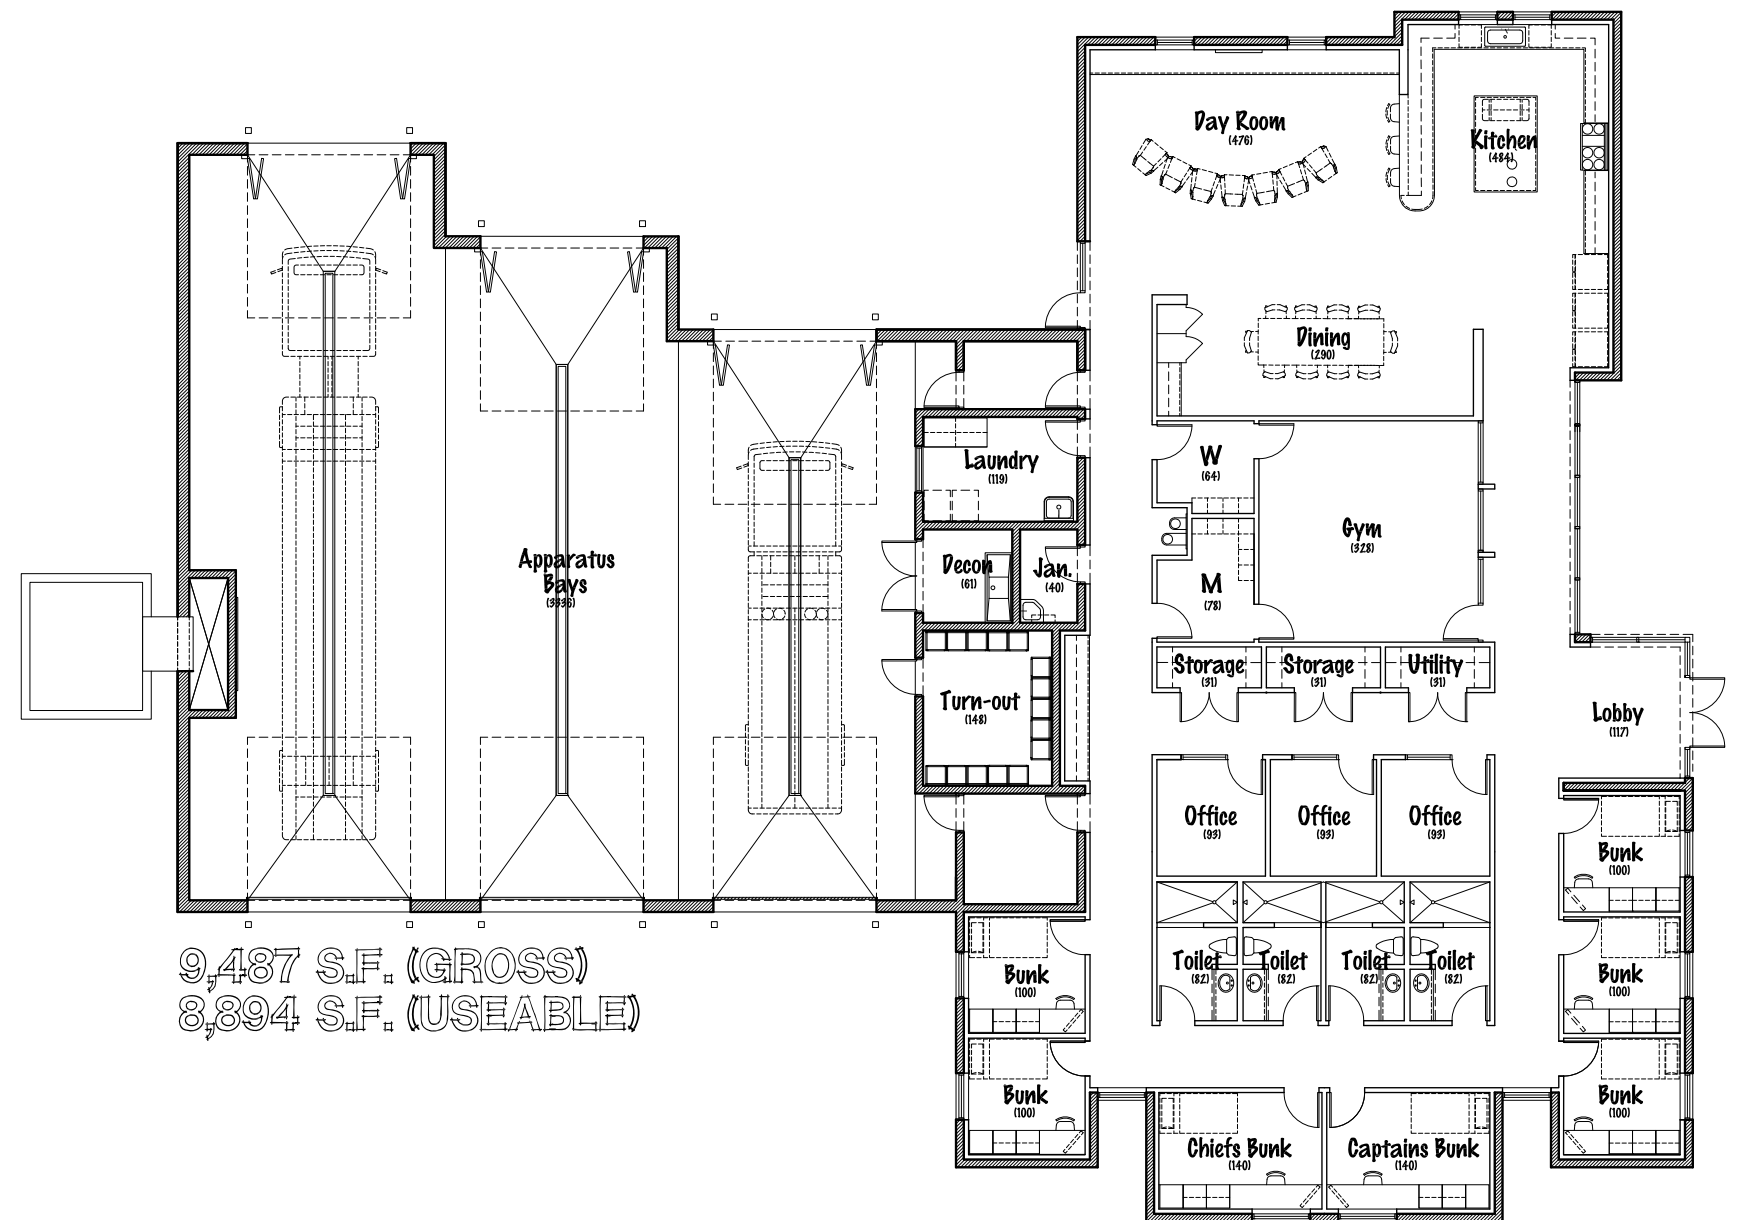 Day Room
(476)
Kitchen
(484)
Dining
(290)
Laundry
(119)
W
(64)
Gym
(328)
Apparatus
Bays
(3336)
Decon
(61)
Jan.
(40)
M
(78)
Storage
(31)
Storage
(31)
Utility
(31)
Turn-out
(148)
Lobby
(117)
Office
(93)
Office
(93)
Office
(93)
Bunk
(100)
9,487 S.F. (GROSS)
8,894 S.F. (USEABLE)
Bunk
(100)
Toilet
(82)
Toilet
(82)
Toilet
(82)
Toilet
(82)
Bunk
(100)
Bunk
(100)
Bunk
(100)
Chiefs Bunk
(140)
Captains Bunk
(140)